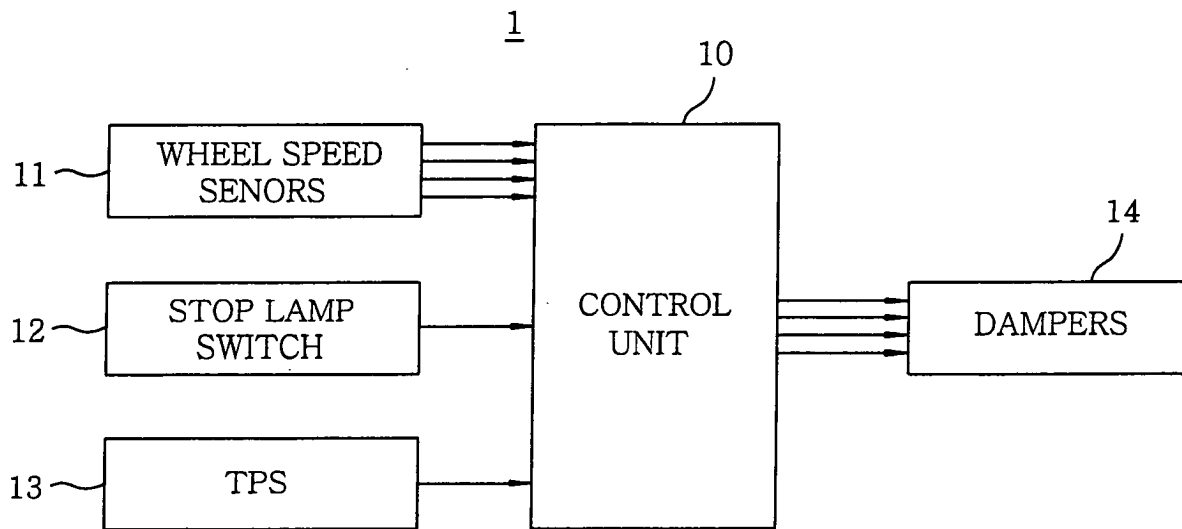 1
10
11
WHEEL SPEED
SENORS
14
12
STOP LAMP
SWITCH
CONTROL
UNIT
DAMPERS
13
TPS